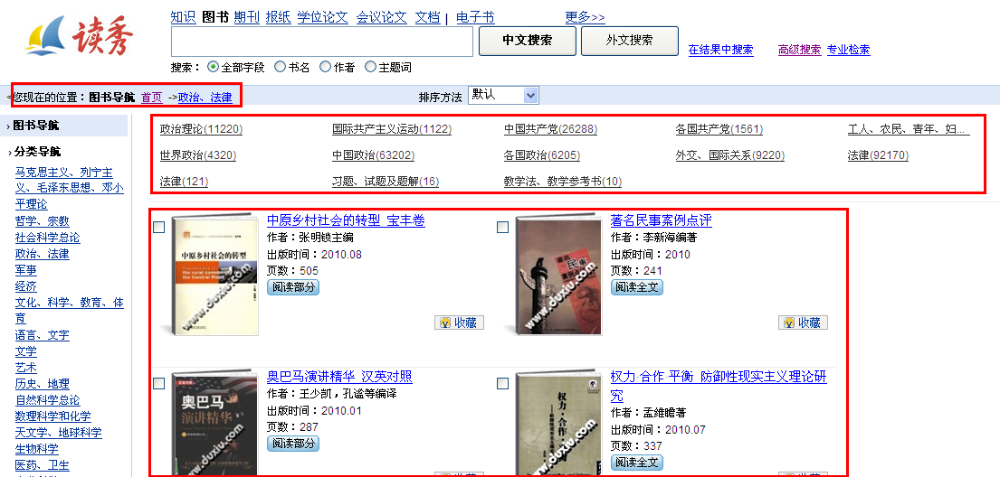 读秀
知识 图书 期刊 报纸 学位论文 会议论文 文档 | 电子书 更多>>
中文搜索 外文搜索
在结果中搜索 高级搜索 专业检索
搜索： 全部字段 书名 作者 主题词
<您现在的位置：图书导航 首页 ->政治、法律 排序方法 默认
› 图书导航
› 分类导航
马克思主义、列宁主
义、毛泽东思想、邓小
平理论
哲学、宗教
社会科学总论
政治、法律
军事
经济
文化、科学、教育、体
育
语言、文字
文学
艺术
历史、地理
自然科学总论
数理科学和化学
天文学、地球科学
生物科学
医药、卫生
政治理论(11220) 国际共产主义运动(1122) 中国共产党(26288) 各国共产党(1561) 工人、农民、青年、妇...
世界政治(4320) 中国政治(63202) 各国政治(6205) 外交、国际关系(9220) 法律(92170)
法律(121) 习题、试题及题解(16) 教学法、教学参考书(10)
中原乡村社会的转型 宝丰卷
作者：张明锁主编
出版时间：2010.08
页数：505
阅读部分
收藏
中原乡村社会的转型
the rural commun
the Central Plain
www.duxiu.com
著名民事案例点评
作者：李新海编著
出版时间：2010
页数：241
阅读全文
收藏
著名
民事
www.duxiu.com
奥巴马演讲精华 汉英对照
作者：王少凯，孔谧等编译
出版时间：2010.01
页数：287
阅读部分
收藏
奥巴马
演讲精华
www.duxiu.com
权力·合作·平衡 防御性现实主义理论研
究
作者：孟维瞻著
出版时间：2010.07
页数：337
阅读全文
收藏
权力·合作·
www.duxiu.com